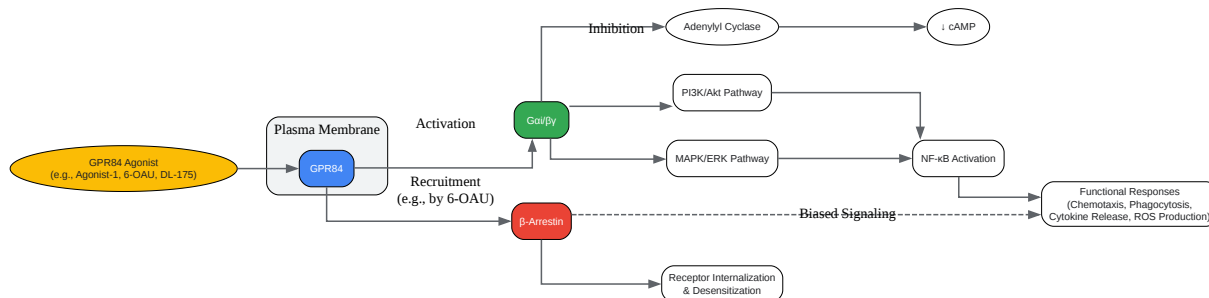 Inhibition
Adenylyl Cyclase
↓ cAMP
PI3K/Akt Pathway
Plasma Membrane
Activation
Gαi/βγ
GPR84 Agonist
(e.g., Agonist-1, 6-OAU, DL-175)
GPR84
MAPK/ERK Pathway
NF-κB Activation
Recruitment
(e.g., by 6-OAU)
β-Arrestin
Biased Signaling
Functional Responses
(Chemotaxis, Phagocytosis,
Cytokine Release, ROS Production)
Receptor Internalization
& Desensitization